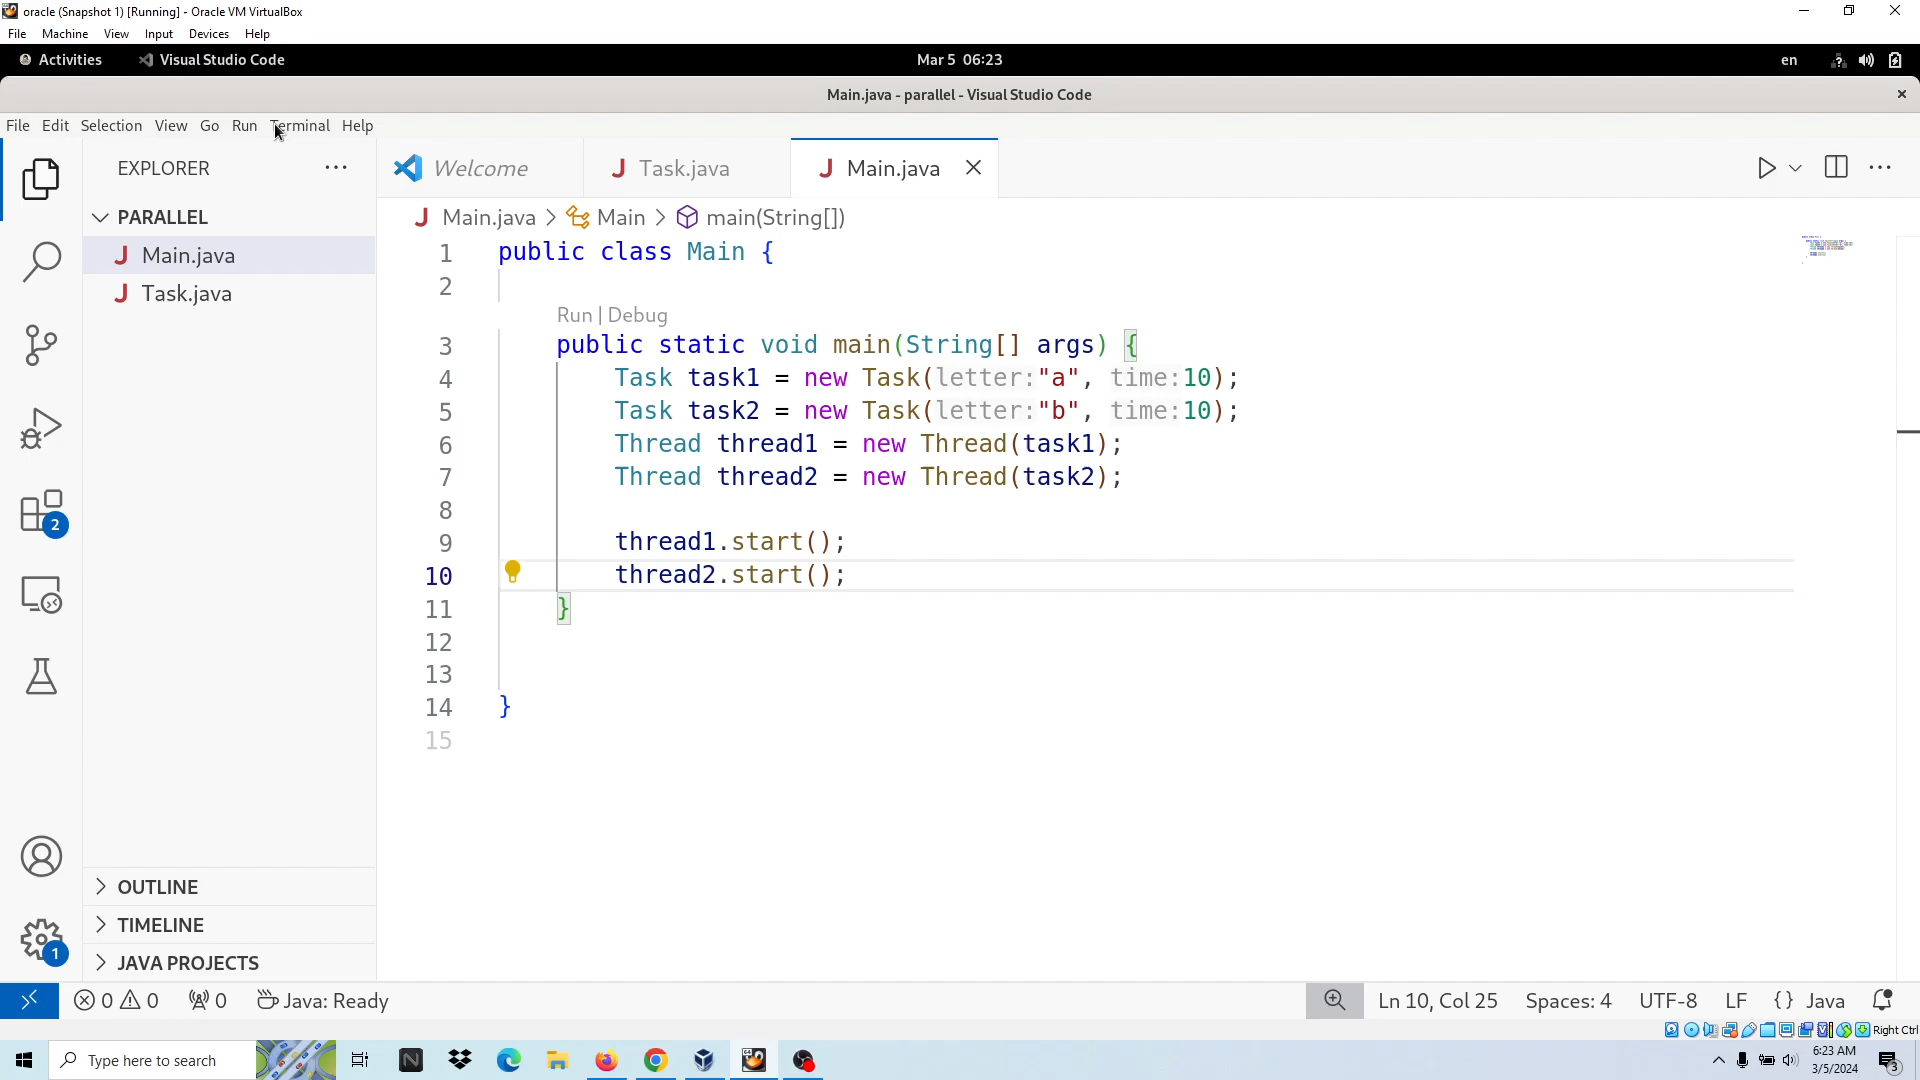 oracle (Snapshot 1) [Running] - Oracle VM VirtualBox
File Machine View Input Devices Help
Activities Visual Studio Code Mar 5 06:23 en
Main.java - parallel - Visual Studio Code
File Edit Selection View Go Run Terminal Help
EXPLORER
Welcome Task.java Main.java
PARALLEL
Main.java
Task.java
Main.java > Main > main(String[])
1 public class Main {
2
Run | Debug
3 public static void main(String[] args) {
4 Task task1 = new Task(letter:"a", time:10);
5 Task task2 = new Task(letter:"b", time:10);
6 Thread thread1 = new Thread(task1);
7 Thread thread2 = new Thread(task2);
8
9 thread1.start();
10 thread2.start();
11 }
12
13
14 }
15
2
1
OUTLINE
TIMELINE
JAVA PROJECTS
0 0 0 Java: Ready Ln 10, Col 25 Spaces: 4 UTF-8 LF {} Java
Right Ctrl
Type here to search
6:23 AM
3/5/2024
3